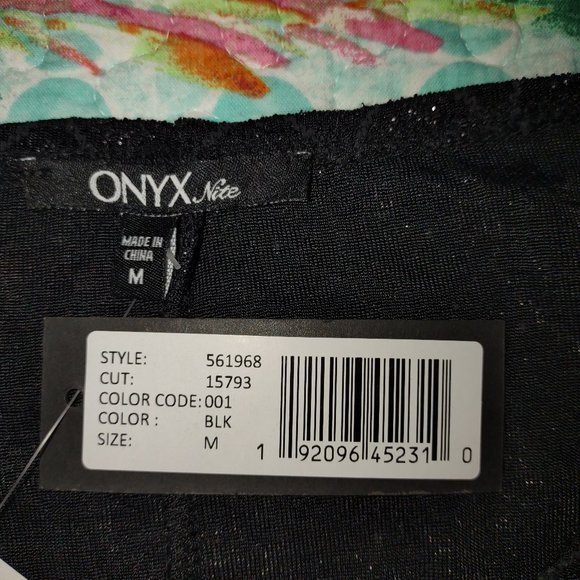 ONYX Nite
MADE IN
CHINA
M
STYLE: 561968
CUT: 15793
COLOR CODE: 001
COLOR : BLK
SIZE: M
1 92096 45231 0